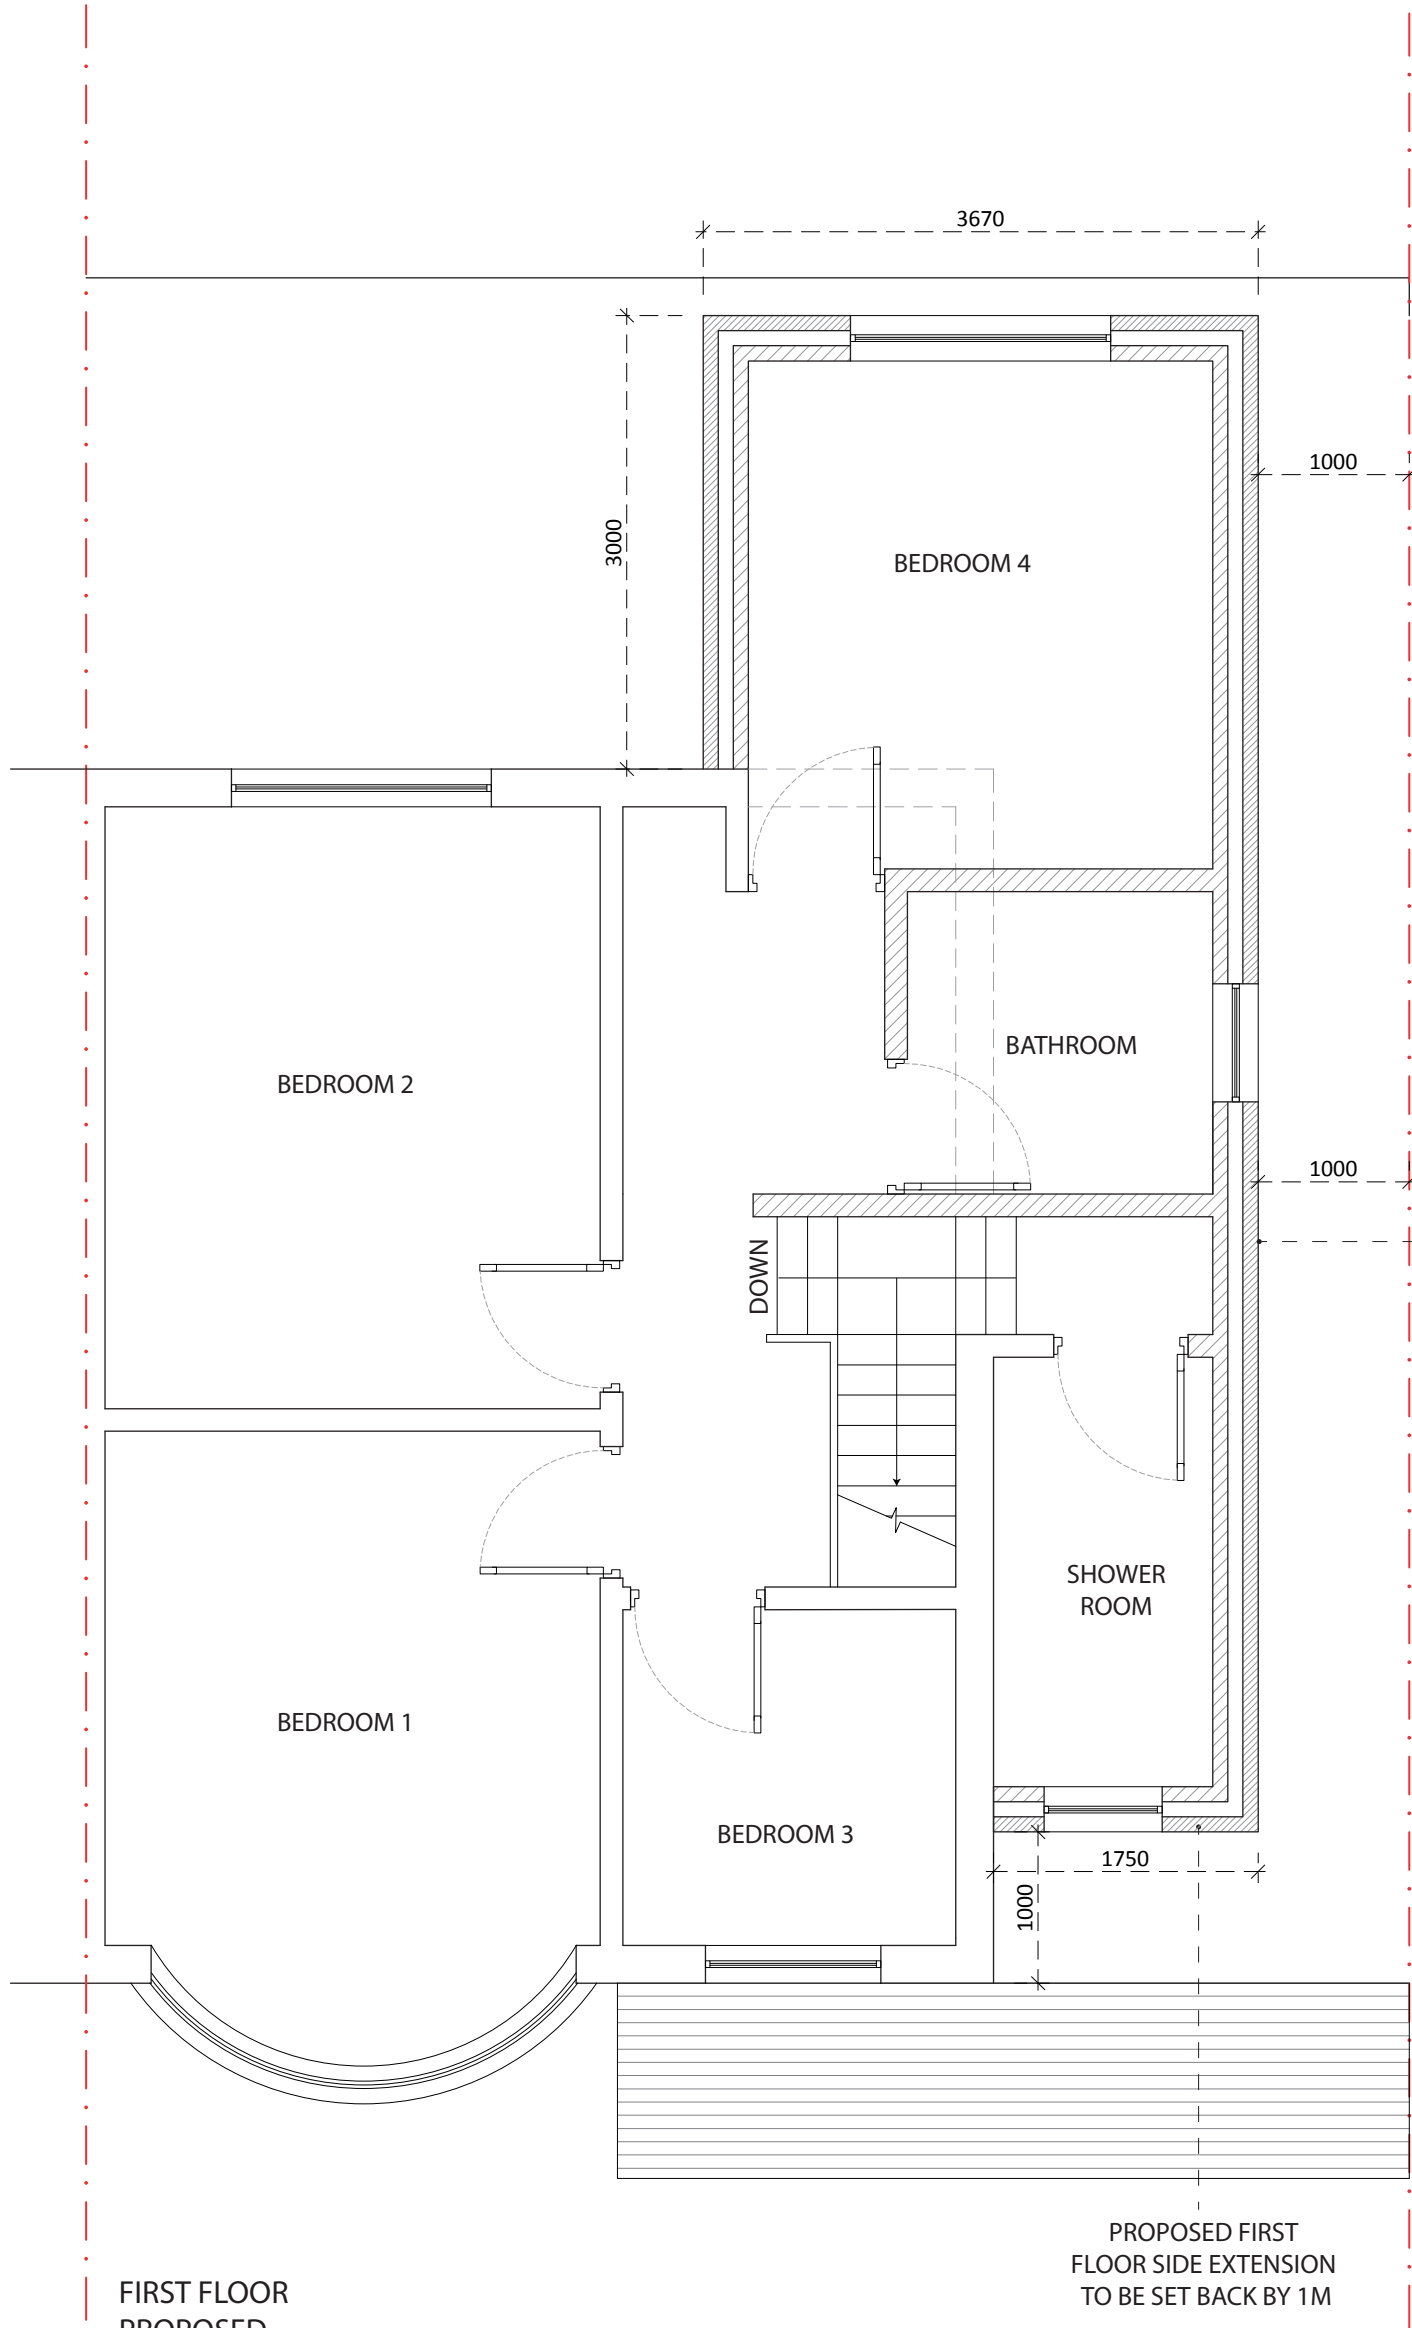 3670
1000
3000
BEDROOM 4
BATHROOM
BEDROOM 2
1000
DOWN
SHOWER
ROOM
BEDROOM 1
BEDROOM 3
1750
1000
PROPOSED FIRST
FLOOR SIDE EXTENSION
TO BE SET BACK BY 1M
FIRST FLOOR
PROPOSED